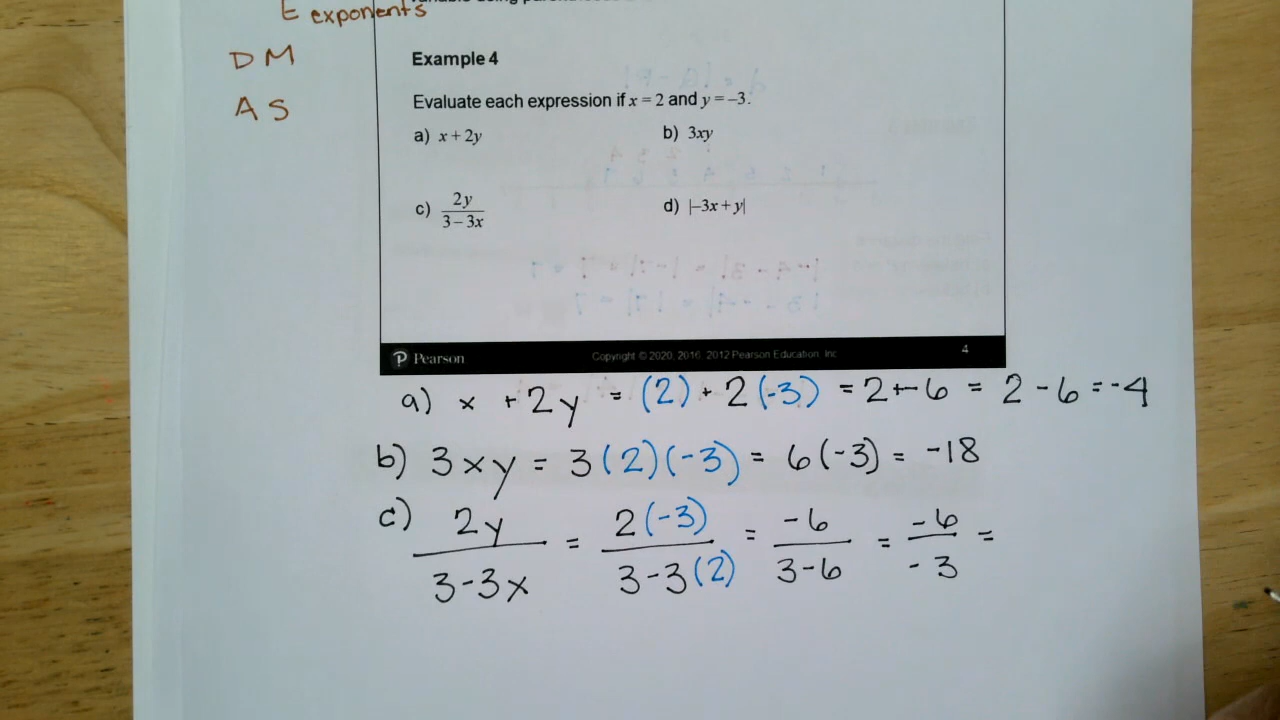 E exponents
D M
A S
Example 4
Evaluate each expression if x = 2 and y = –3.
a) x + 2y b) 3xy
c) 2y / 3 – 3x d) |–3x + y|
Pearson Copyright © 2020, 2016, 2012 Pearson Education, Inc 4
a) x + 2y = (2) + 2(-3) = 2 + -6 = 2 - 6 = -4
b) 3xy = 3(2)(-3) = 6(-3) = -18
c) 2y / 3-3x = 2(-3) / 3-3(2) = -6 / 3-6 = -6 / -3 =